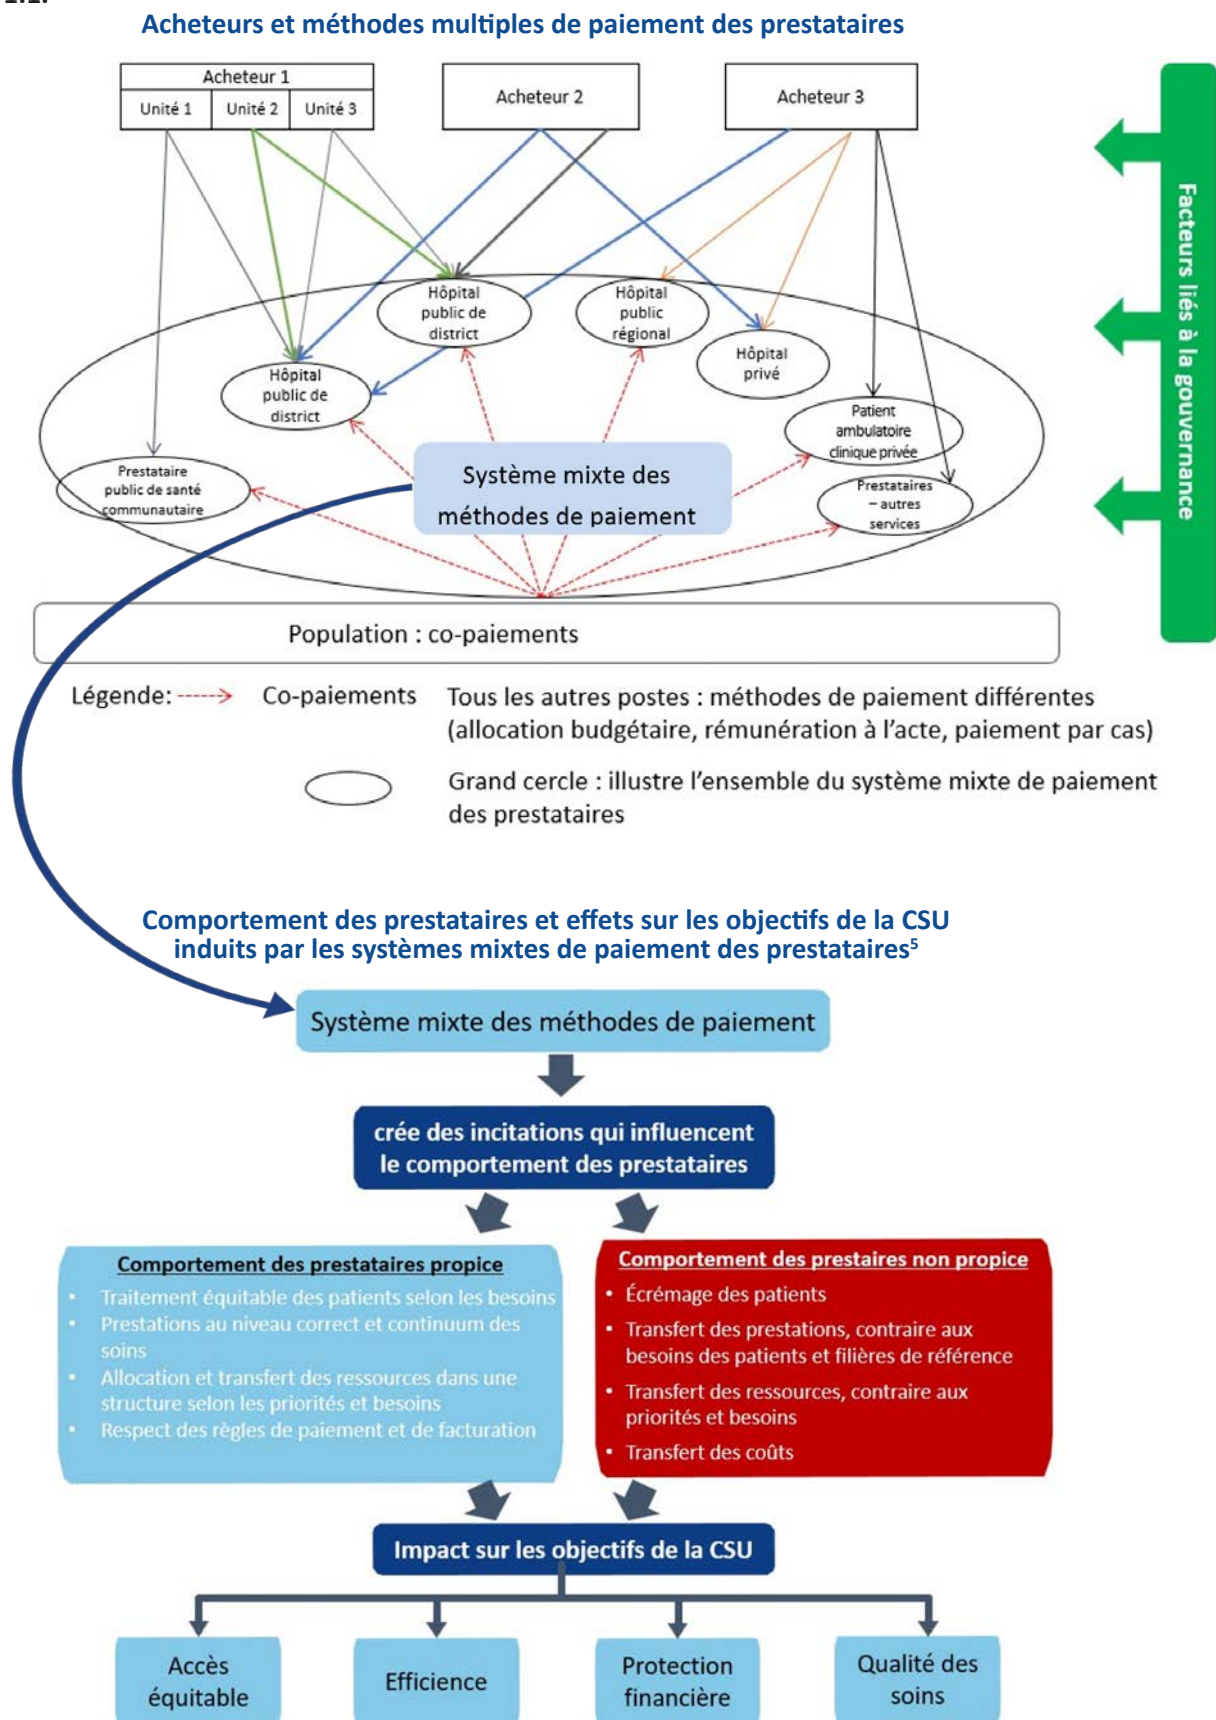 1.1.
Acheteurs et méthodes multiples de paiement des prestataires
Acheteur 1
Unité 1
Unité 2
Unité 3
Acheteur 2
Acheteur 3
Facteurs liés à la gouvernance
Hôpital
public de
district
Hôpital
public
régional
Hôpital
privé
Hôpital
public de
district
Patient
ambulatoire
clinique privée
Prestataire
public de santé
communautaire
Système mixte des
méthodes de paiement
Prestataires
– autres
services
Population : co-paiements
Légende:
Co-paiements
Tous les autres postes : méthodes de paiement différentes
(allocation budgétaire, rémunération à l’acte, paiement par cas)
Grand cercle : illustre l’ensemble du système mixte de paiement
des prestataires
Comportement des prestataires et effets sur les objectifs de la CSU
induits par les systèmes mixtes de paiement des prestataires⁵
Système mixte des méthodes de paiement
crée des incitations qui influencent
le comportement des prestataires
Comportement des prestataires propice
• Traitement équitable des patients selon les besoins
• Prestations au niveau correct et continuum des
soins
• Allocation et transfert des ressources dans une
structure selon les priorités et besoins
• Respect des règles de paiement et de facturation
Comportement des prestaires non propice
• Écrémage des patients
• Transfert des prestations, contraire aux
besoins des patients et filières de référence
• Transfert des ressources, contraire aux
priorités et besoins
• Transfert des coûts
Impact sur les objectifs de la CSU
Accès
équitable
Efficience
Protection
financière
Qualité des
soins